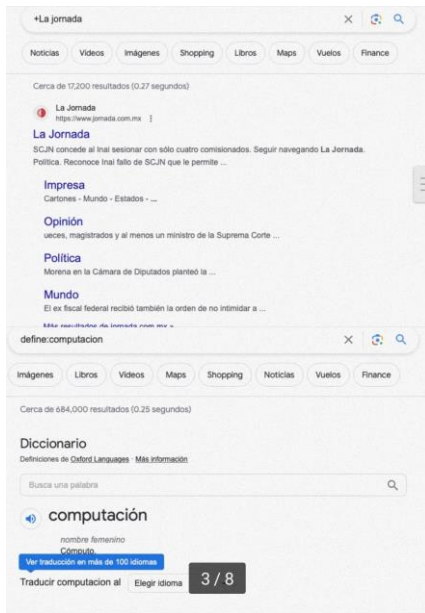 +La jornada
Noticias Videos Imágenes Shopping Libros Maps Vuelos Finance
Cerca de 17,200 resultados (0.27 segundos)
La Jornada
https://www.jornada.com.mx
La Jornada
SCJN concede al Inai sesionar con sólo cuatro comisionados. Seguir navegando La Jornada.
Política. Reconoce Inai fallo de SCJN que le permite ...
Impresa
Cartones - Mundo - Estados - ...
Opinión
ueces, magistrados y al menos un ministro de la Suprema Corte ...
Política
Morena en la Cámara de Diputados planteó la ...
Mundo
El ex fiscal federal recibió también la orden de no intimidar a ...
Más resultados de jornada.com.mx »
define:computacion
Imágenes Libros Videos Maps Shopping Noticias Vuelos Finance
Cerca de 684,000 resultados (0.25 segundos)
Diccionario
Definiciones de Oxford Languages · Más información
Busca una palabra
computación
nombre femenino
Cómputo.
Ver traducción en más de 100 idiomas
Traducir computacion al Elegir idioma
3 / 8